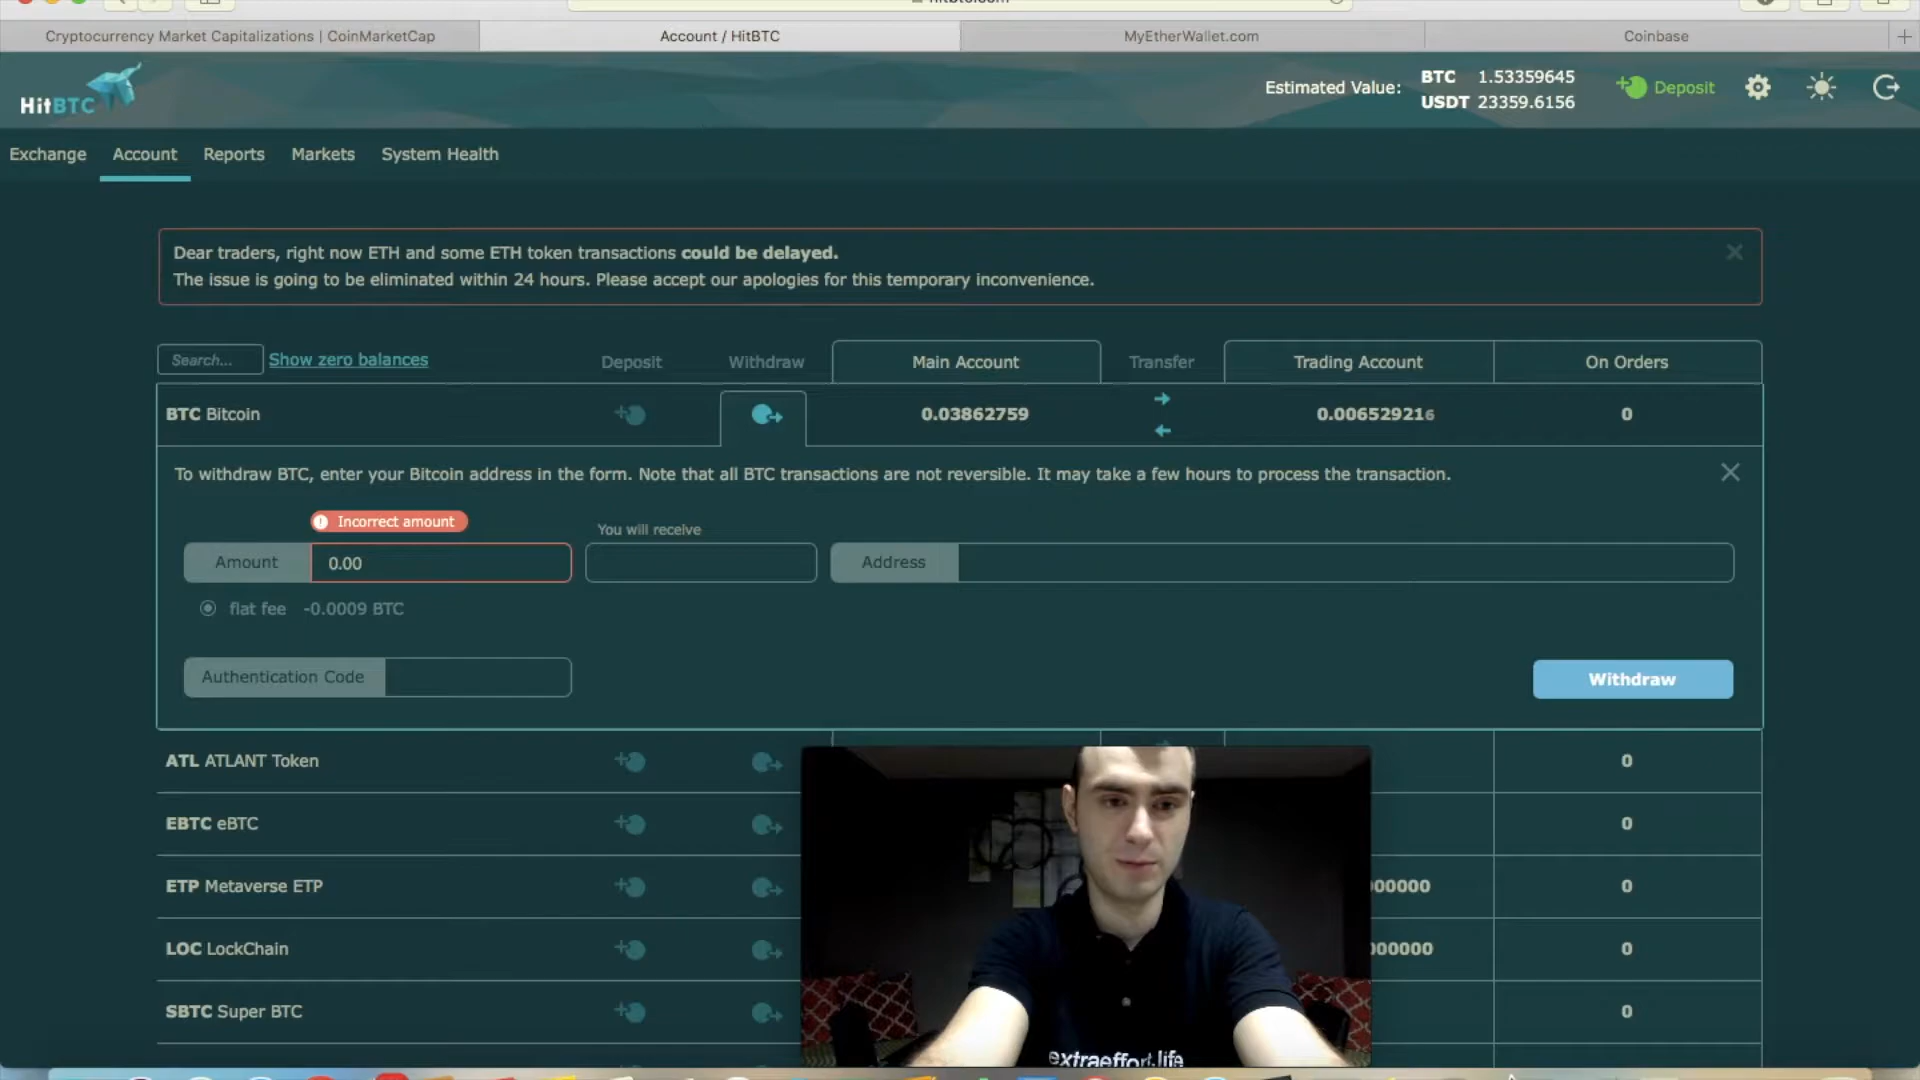 Cryptocurrency Market Capitalizations | CoinMarketCap
Account / HitBTC
MyEtherWallet.com
Coinbase
HitBTC
Estimated Value:
BTC 1.53359645
USDT 23359.6156
Deposit
Exchange
Account
Reports
Markets
System Health
Dear traders, right now ETH and some ETH token transactions could be delayed.
The issue is going to be eliminated within 24 hours. Please accept our apologies for this temporary inconvenience.
Search...
Show zero balances
Deposit
Withdraw
Main Account
Transfer
Trading Account
On Orders
BTC Bitcoin
0.03862759
0.006529216
0
To withdraw BTC, enter your Bitcoin address in the form. Note that all BTC transactions are not reversible. It may take a few hours to process the transaction.
Incorrect amount
You will receive
Amount
0.00
Address
flat fee -0.0009 BTC
Authentication Code
Withdraw
ATL ATLANT Token
0
EBTC eBTC
0
ETP Metaverse ETP
000000
0
LOC LockChain
000000
0
SBTC Super BTC
0
extraeffort.life